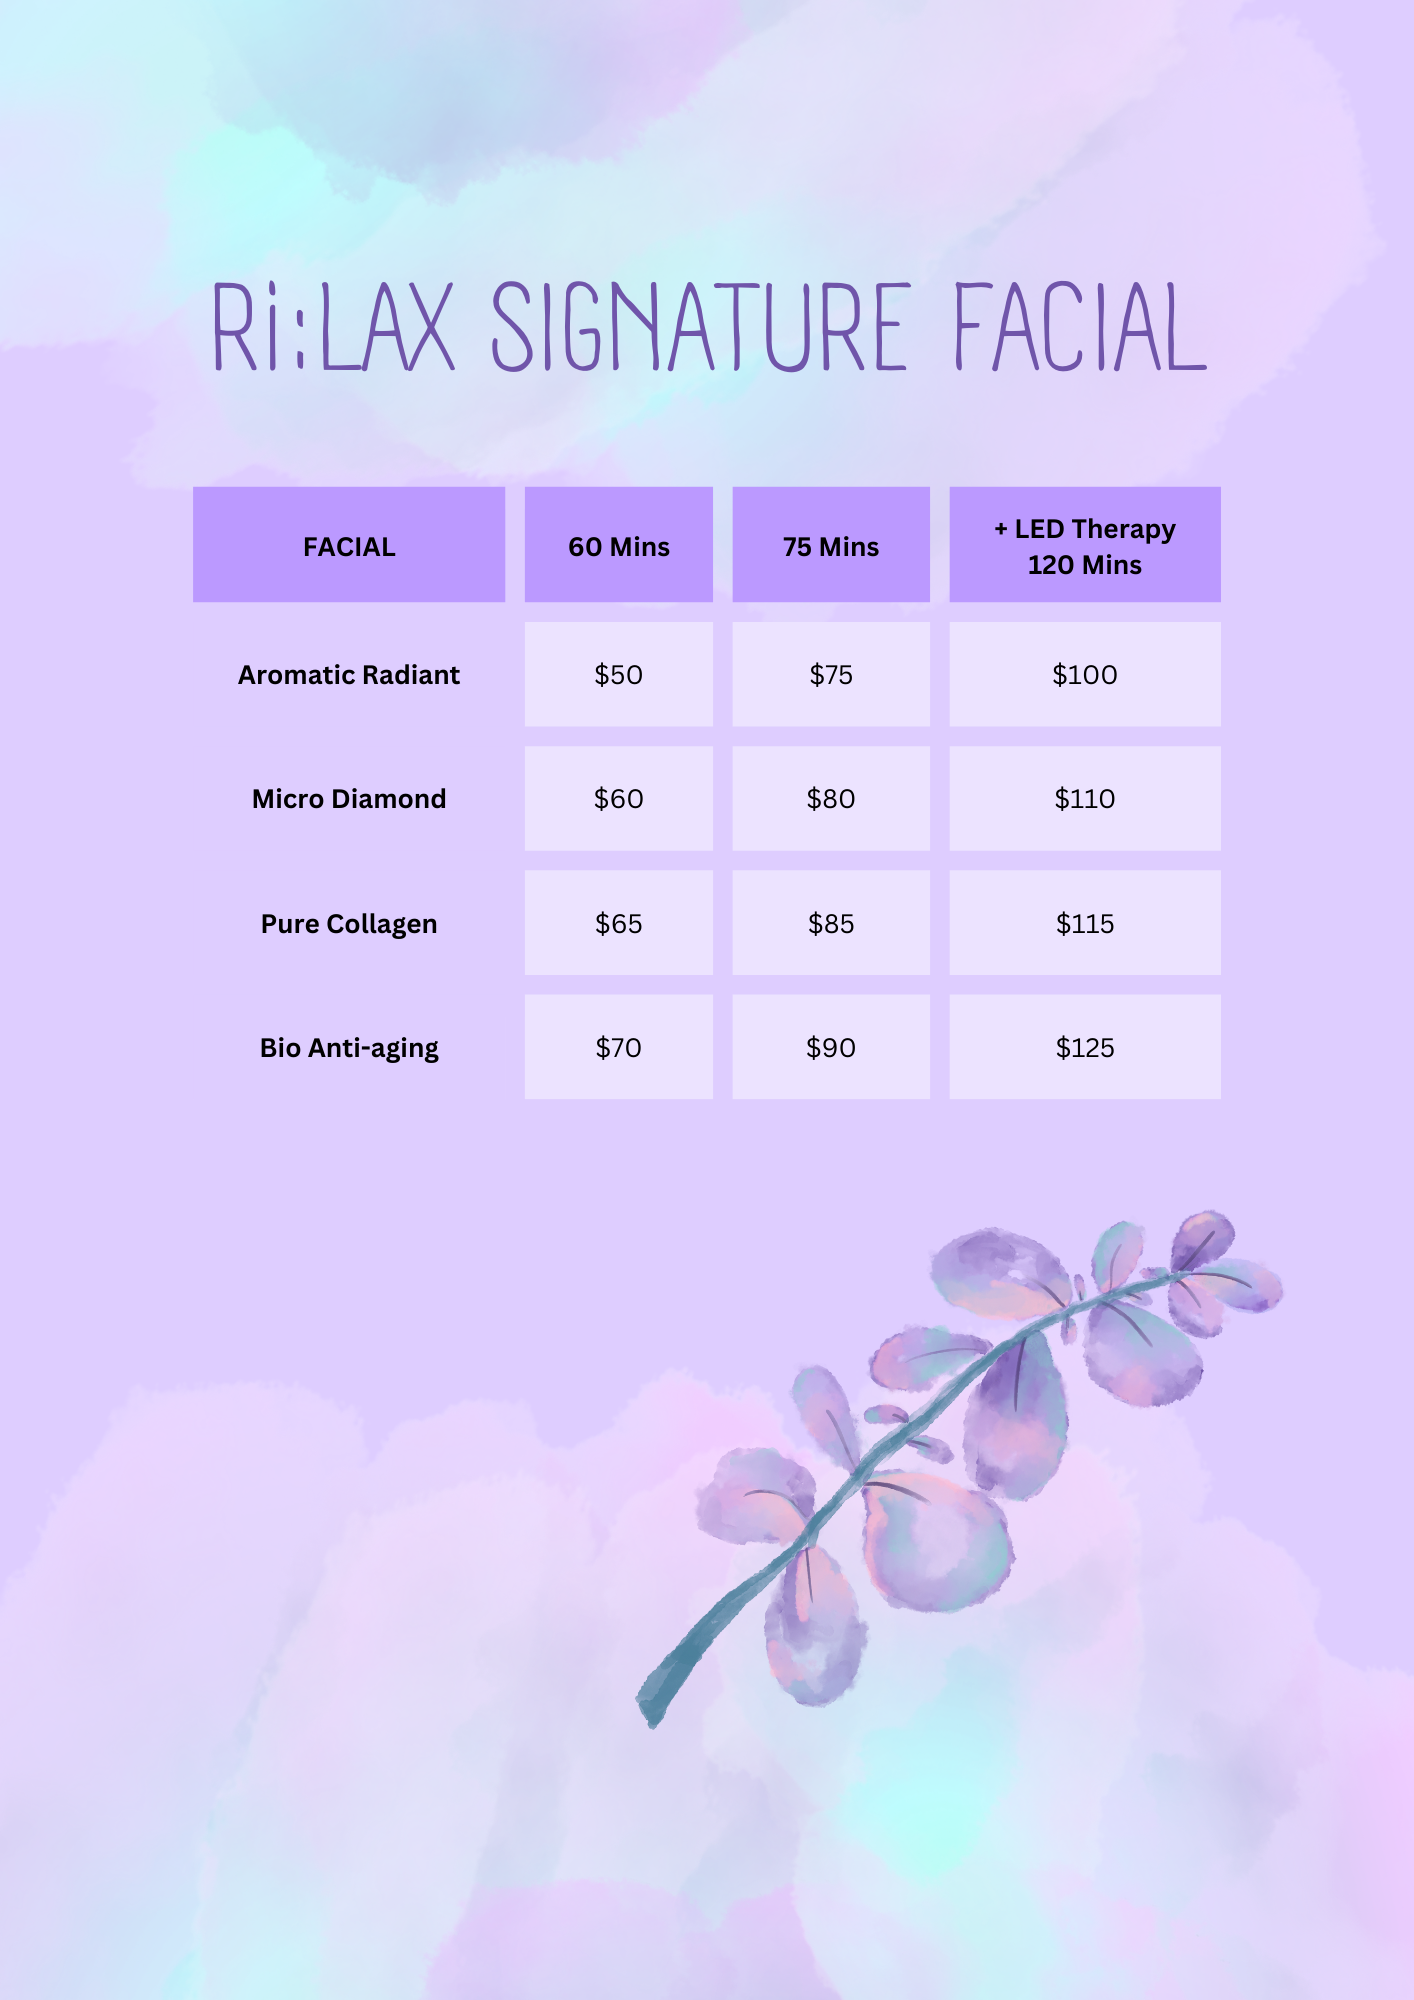 Ri:LAX SIGNATURE FACIAL
FACIAL 60 Mins 75 Mins + LED Therapy
120 Mins
Aromatic Radiant $50 $75 $100
Micro Diamond $60 $80 $110
Pure Collagen $65 $85 $115
Bio Anti-aging $70 $90 $125